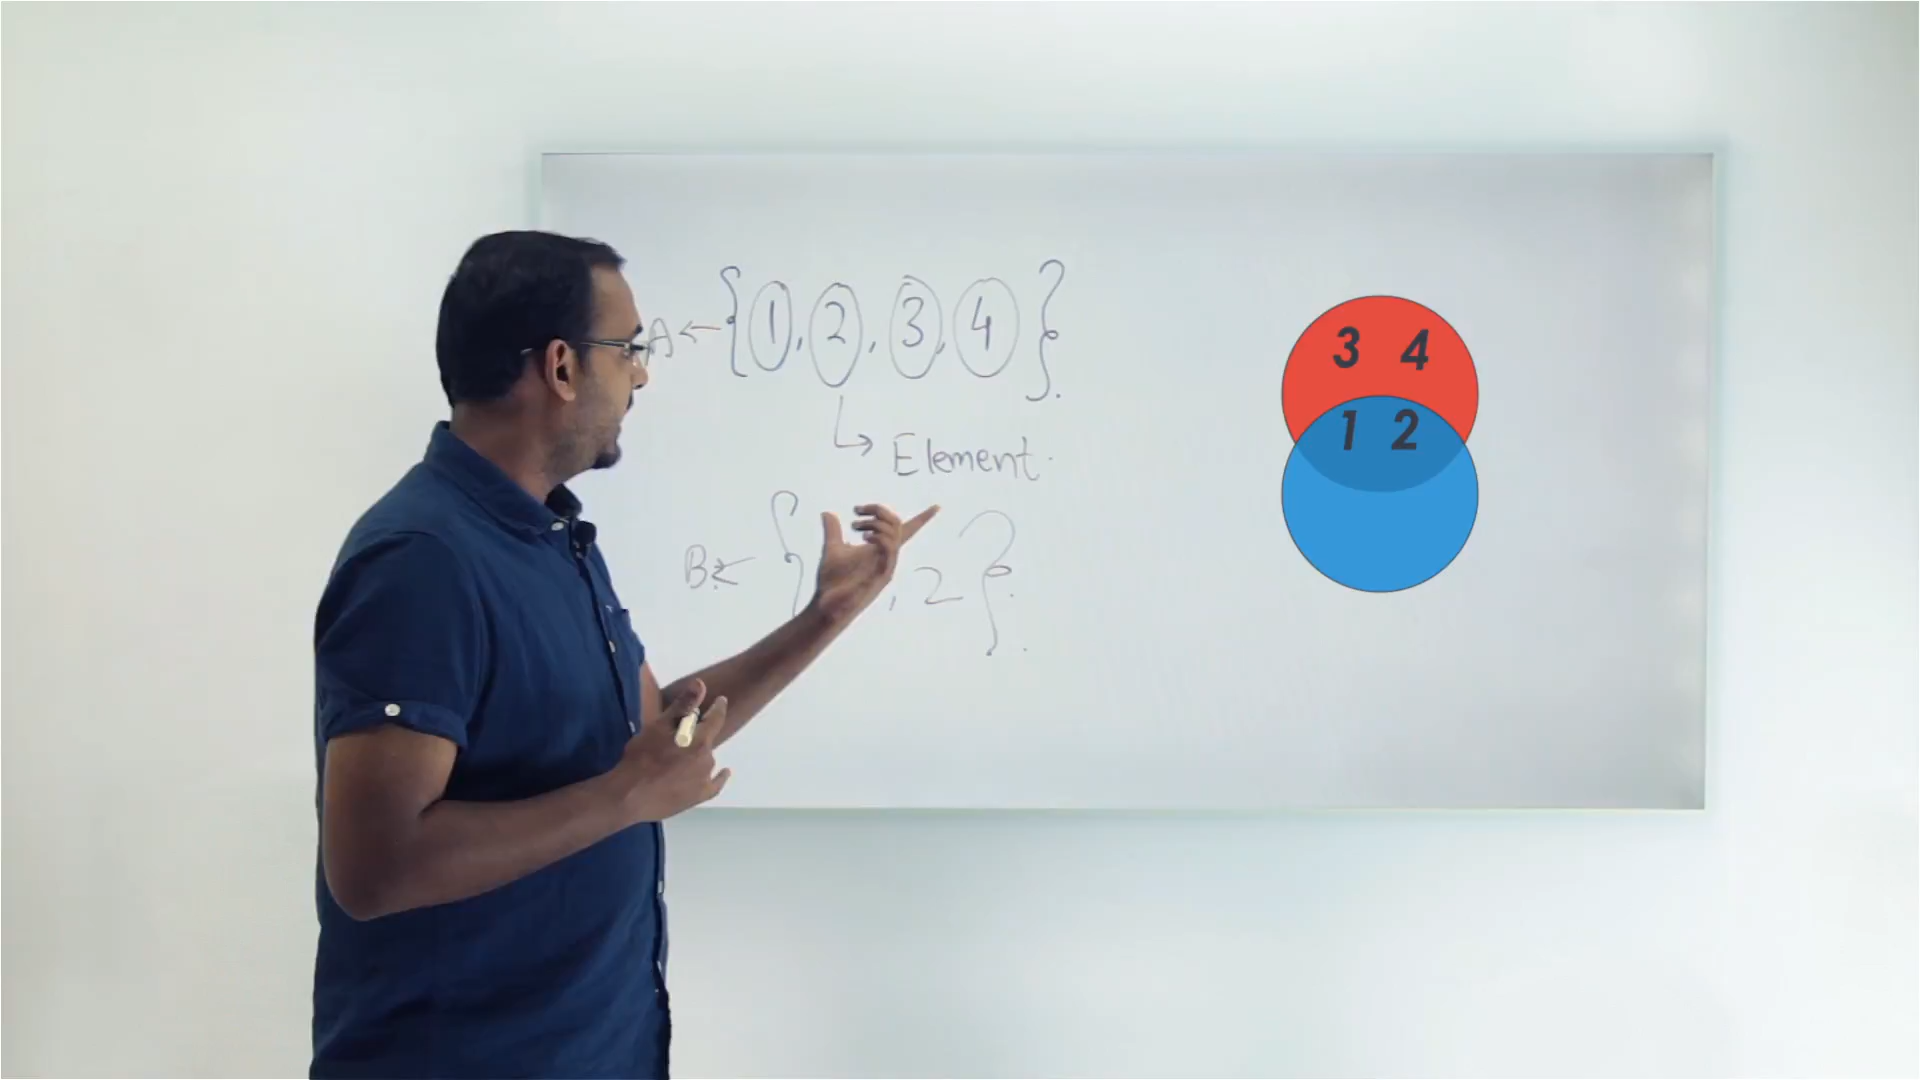 A ← {1, 2, 3, 4}.
Element.
B ← { , 2}.
3 4
1 2